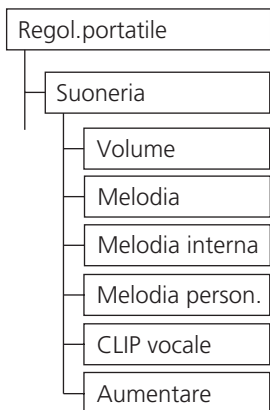 Regol.portatile
Suoneria
Volume
Melodia
Melodia interna
Melodia person.
CLIP vocale
Aumentare